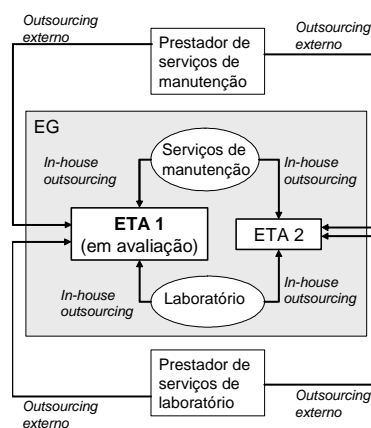 Outsourcing
externo
Prestador de
serviços de
manutenção
Outsourcing
externo
EG
In-house
outsourcing
Serviços de
manutenção
In-house
outsourcing
ETA 1
(em avaliação)
ETA 2
In-house
outsourcing
Laboratório
In-house
outsourcing
Outsourcing
externo
Prestador de
serviços de
laboratório
Outsourcing
externo